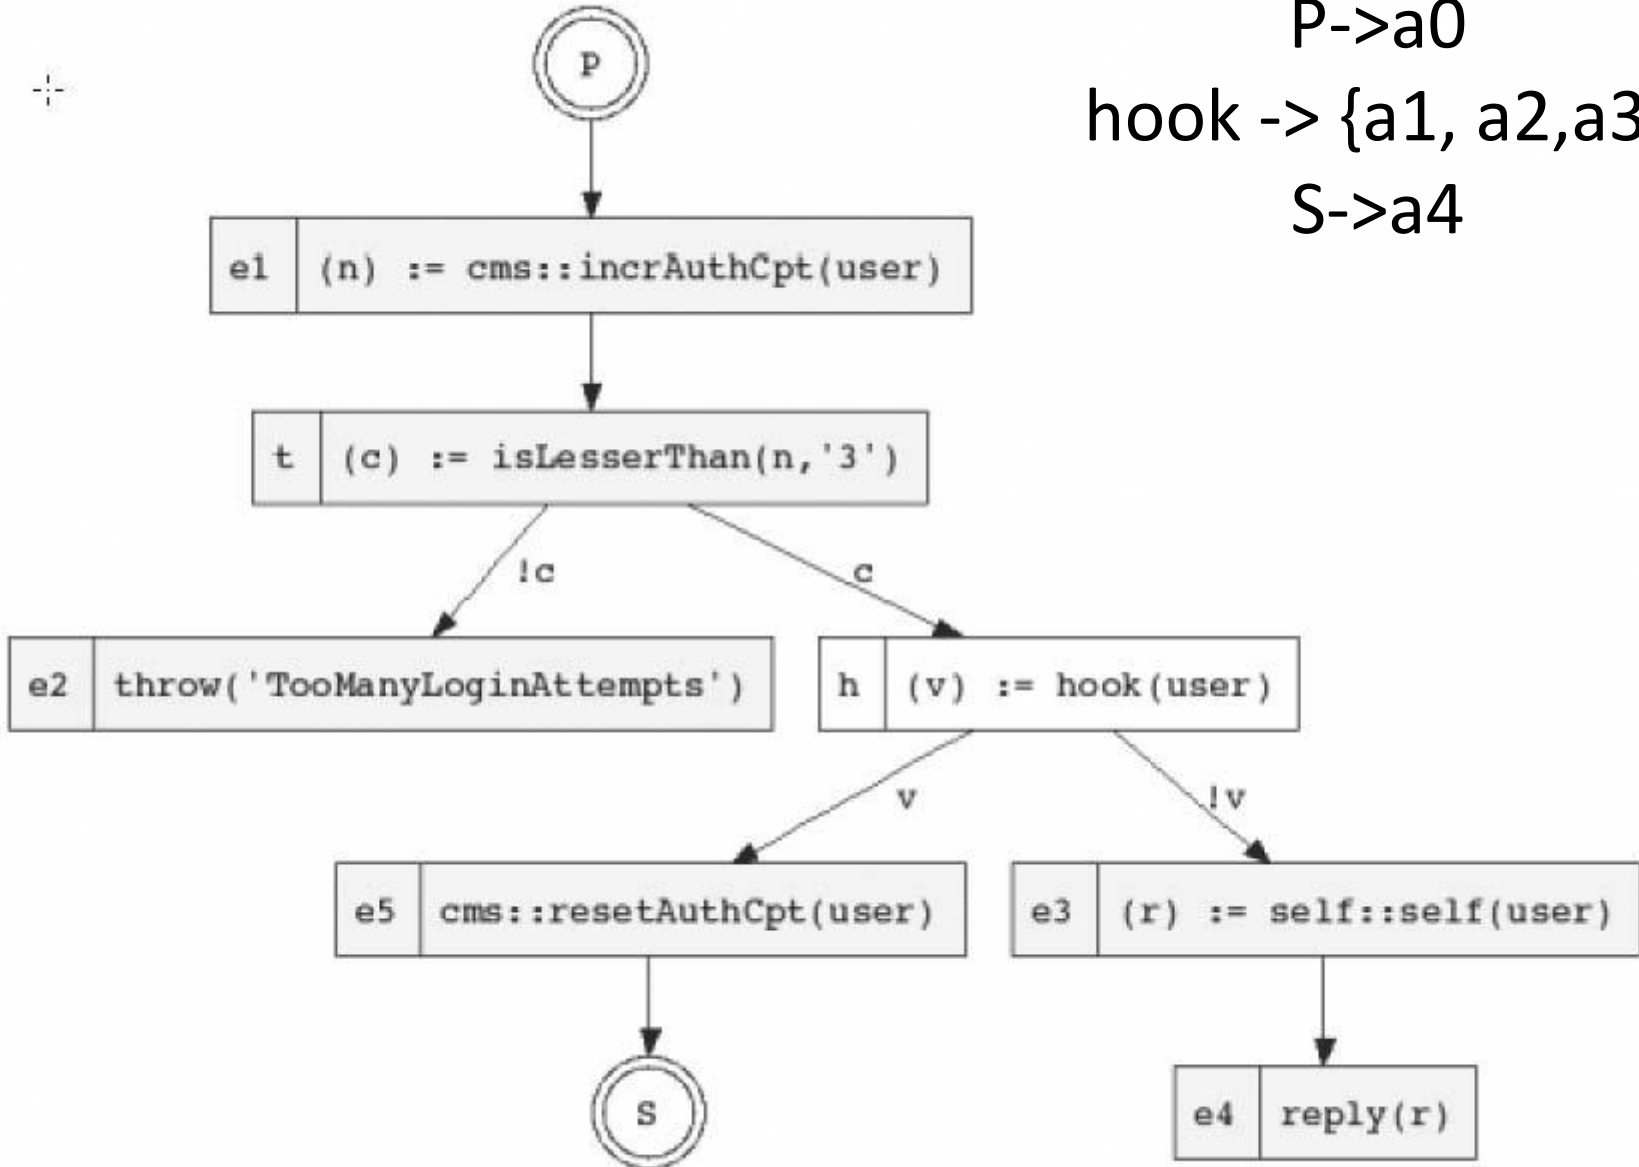 P->a0
hook -> {a1, a2,a3
S->a4
P
e1 (n) := cms::incrAuthCpt(user)
t (c) := isLesserThan(n,'3')
!c
c
e2 throw('TooManyLoginAttempts')
h (v) := hook(user)
v
!v
e5 cms::resetAuthCpt(user)
e3 (r) := self::self(user)
S
e4 reply(r)